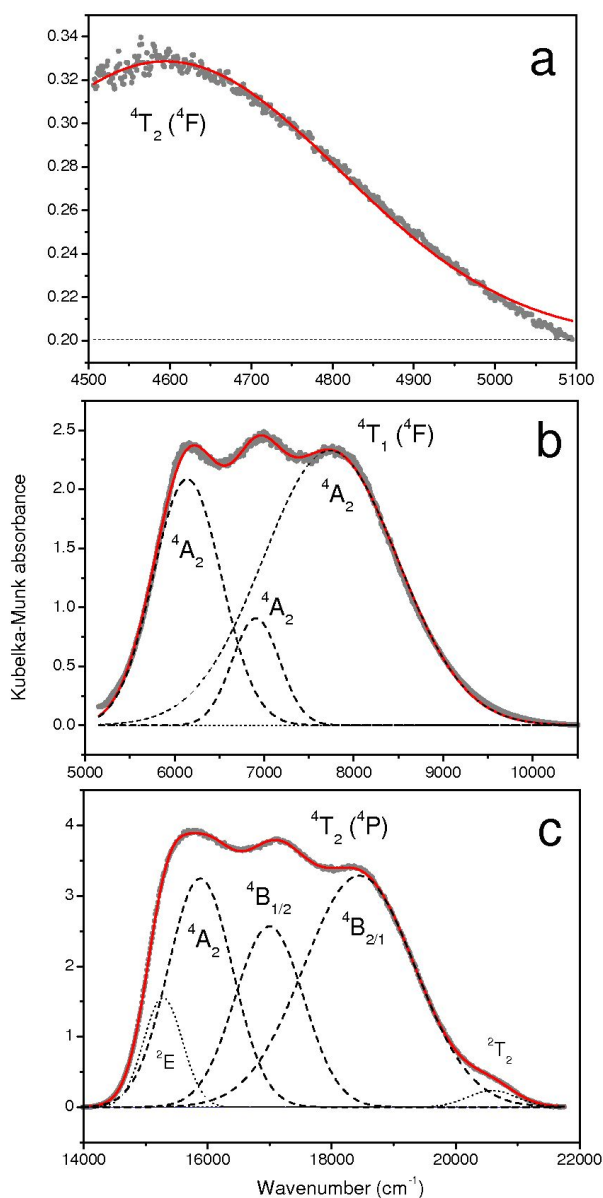 a
0.34
0.32
0.30
0.28
0.26
0.24
0.22
0.20
⁴T₂ (⁴F)
4500 4600 4700 4800 4900 5000 5100
b
2.5
2.0
1.5
1.0
0.5
0.0
⁴T₁ (⁴F)
⁴A₂
⁴A₂
⁴A₂
5000 6000 7000 8000 9000 10000
Kubelka-Munk absorbance
c
4
3
2
1
0
⁴T₂ (⁴P)
⁴B₁/₂
⁴A₂
⁴B₂/₁
²E
²T₂
14000 16000 18000 20000 22000
Wavenumber (cm⁻¹)